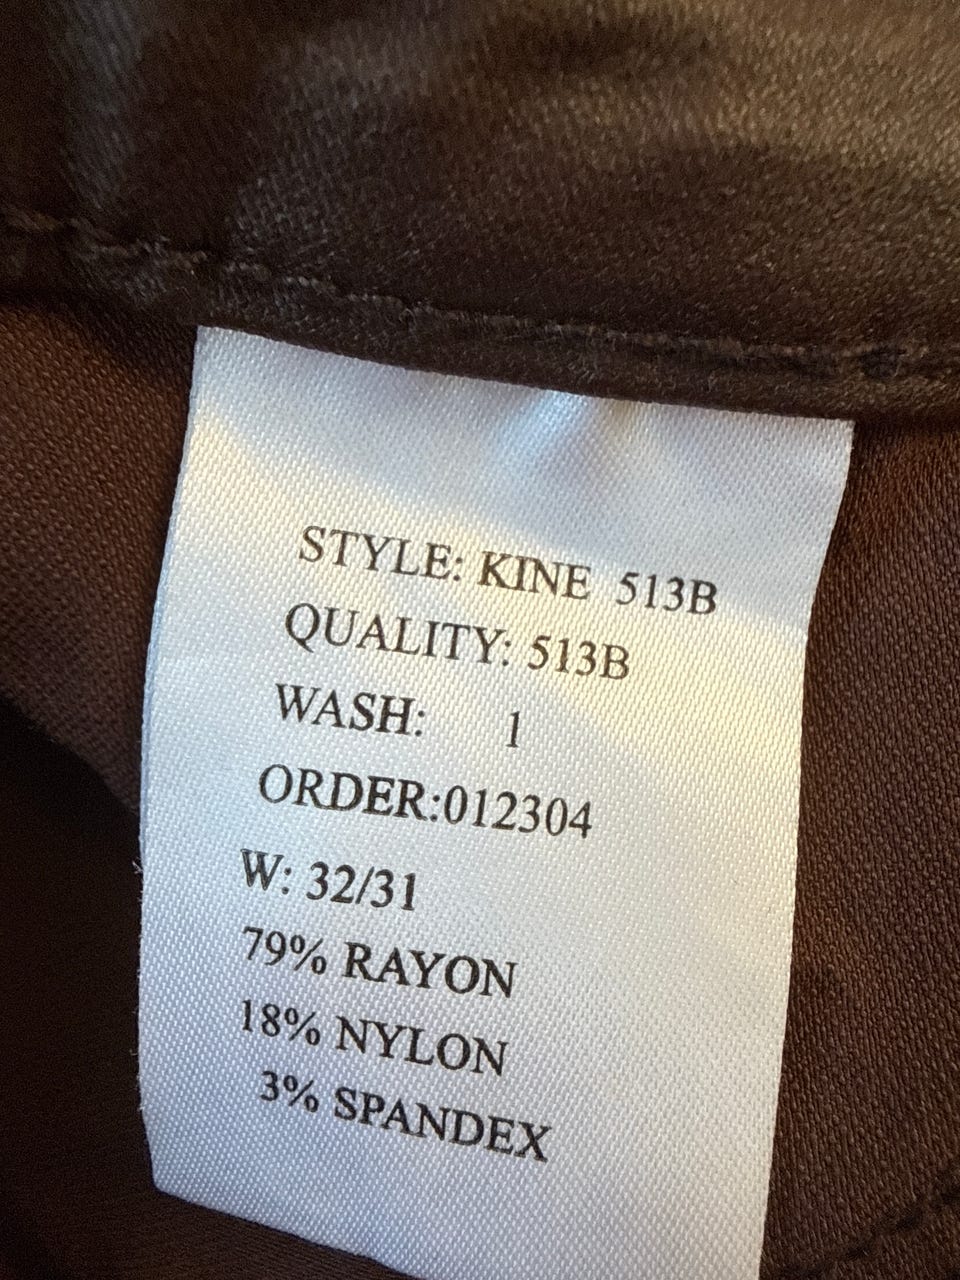 STYLE: KINE 513B
QUALITY: 513B
WASH: 1
ORDER:012304
W: 32/31
79% RAYON
18% NYLON
3% SPANDEX